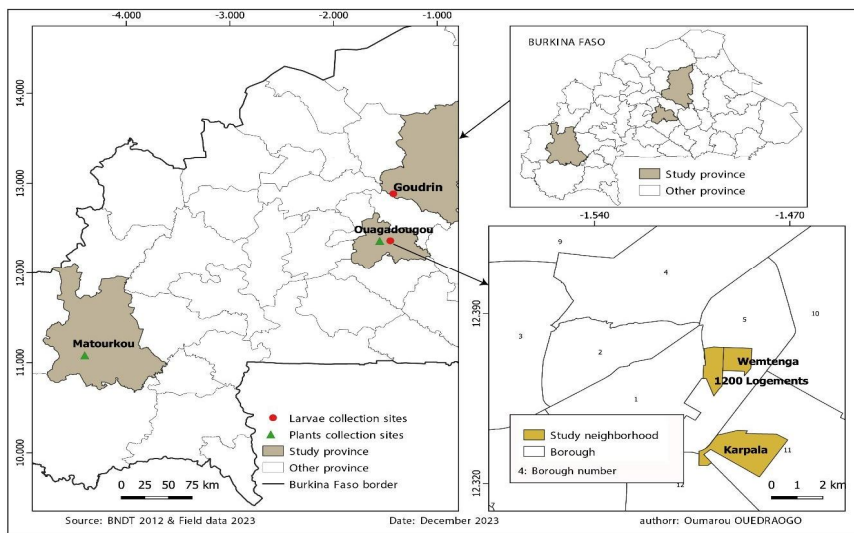 -4.000
-3.000
-2.000
-1.000
14.000
13.000
12.000
11.000
10.000
Goudrin
Ouagadougou
Matourkou
Larvae collection sites
Plants collection sites
Study province
Other province
Burkina Faso border
0 25 50 75 km
BURKINA FASO
Study province
Other province
-1.540
-1.470
12.390
12.320
9
4
3
5
10
2
1
Wemtenga
1200 Logements
Karpala
11
12
7
Study neighborhood
Borough
4: Borough number
0 1 2 km
Source: BNDT 2012 & Field data 2023
Date: December 2023
authorr: Oumarou OUEDRAOGO